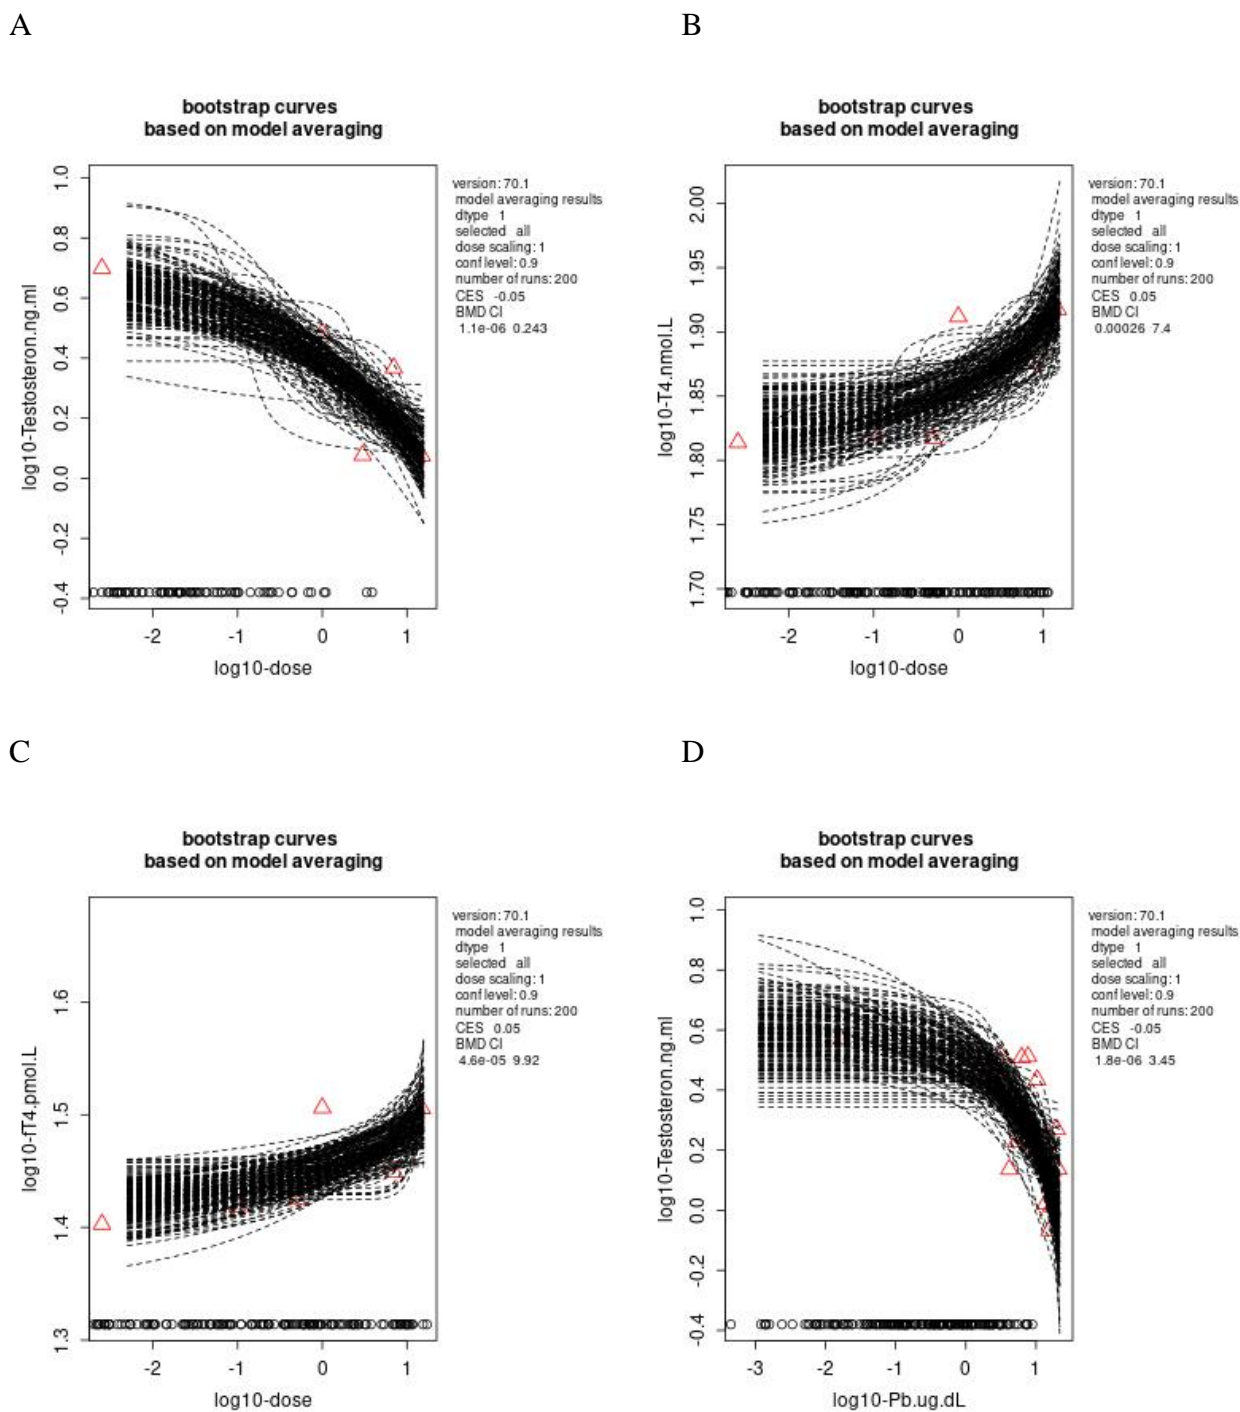 A
B
bootstrap curves
based on model averaging
1.0
0.8
0.6
0.4
0.2
0.0
-0.2
-0.4
log10-Testosteron.ng.ml
-2
-1
0
1
log10-dose
version: 70.1
model averaging results
dtype 1
selected all
dose scaling: 1
conf level: 0.9
number of runs: 200
CES -0.05
BMD CI
1.1e-06 0.243
bootstrap curves
based on model averaging
2.00
1.95
1.90
1.85
1.80
1.75
1.70
log10-T4.nmol.L
-2
-1
0
1
log10-dose
version: 70.1
model averaging results
dtype 1
selected all
dose scaling: 1
conf level: 0.9
number of runs: 200
CES 0.05
BMD CI
0.00026 7.4
C
D
bootstrap curves
based on model averaging
1.6
1.5
1.4
1.3
log10-fT4.pmol.L
-2
-1
0
1
log10-dose
version: 70.1
model averaging results
dtype 1
selected all
dose scaling: 1
conf level: 0.9
number of runs: 200
CES 0.05
BMD CI
4.6e-05 9.92
bootstrap curves
based on model averaging
1.0
0.8
0.6
0.4
0.2
0.0
-0.2
-0.4
log10-Testosteron.ng.ml
-3
-2
-1
0
1
log10-Pb.ug.dL
version: 70.1
model averaging results
dtype 1
selected all
dose scaling: 1
conf level: 0.9
number of runs: 200
CES -0.05
BMD CI
1.8e-06 3.45